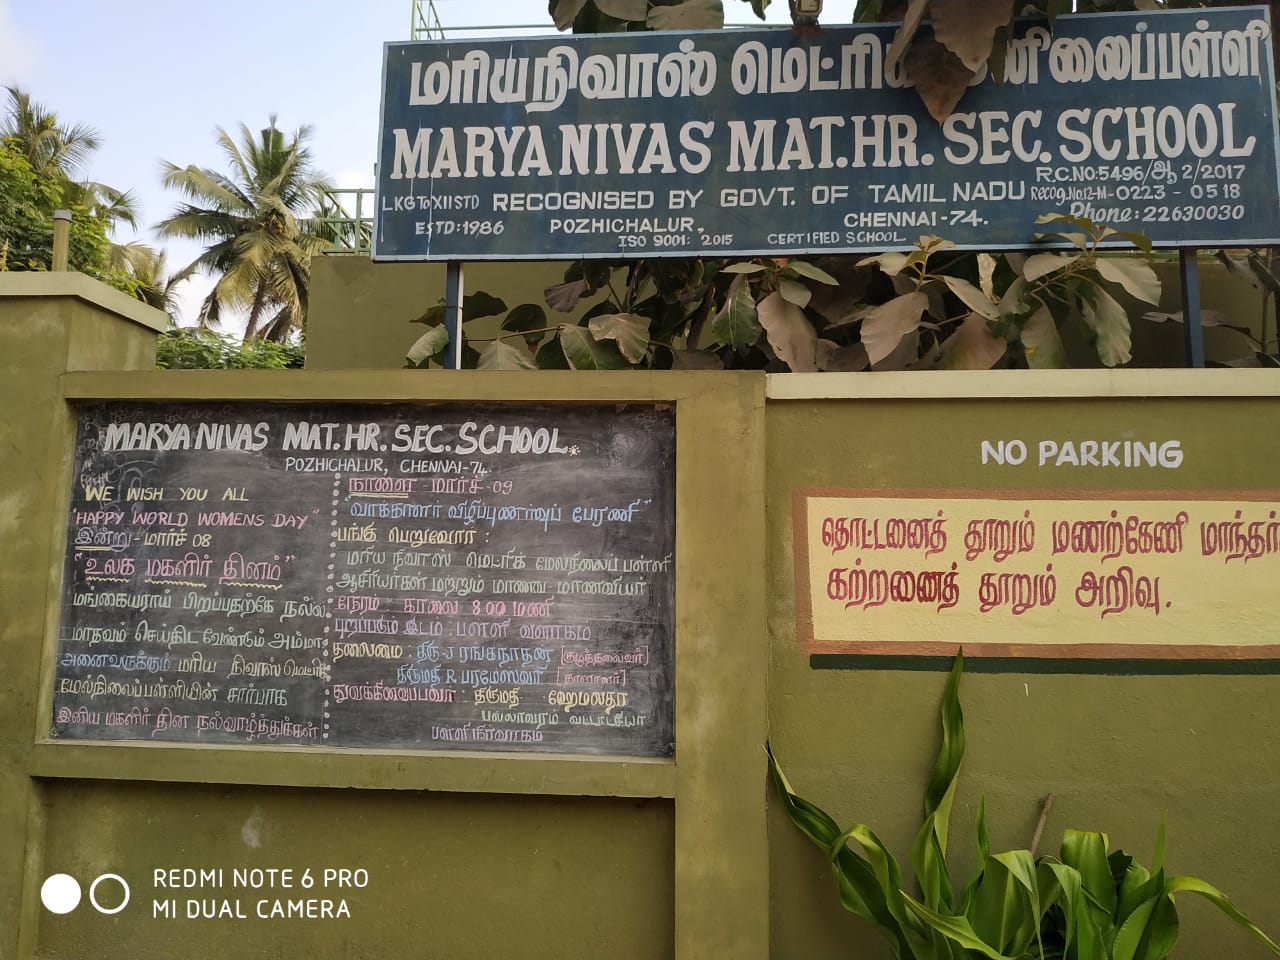 மரியநிவாஸ் மெட்ரிக் மேனிலைப்பள்ளி
MARYA NIVAS MAT.HR. SEC. SCHOOL
R.C.NO:5496/ஆ 2/2017
LKG To XII STD RECOGNISED BY GOVT. OF TAMIL NADU Recog.No12-M-0223 - 0518
ESTD:1986 POZHICHALUR, CHENNAI-74. Phone:22630030
ISO 9001: 2015 CERTIFIED SCHOOL
MARYA NIVAS MAT.HR. SEC. SCHOOL.
POZHICHALUR, CHENNAI-74.
WE WISH YOU ALL
"HAPPY WORLD WOMENS DAY"
இன்று - மார்ச் 08
"உலக மகளிர் தினம்"
மங்கையராய் பிறப்பதற்கே நல்ல
மாதவம் செய்திட வேண்டும் அம்மா
அனைவருக்கும் மரிய நிவாஸ் மெட்ரிக்
மேல்நிலைப்பள்ளியின் சார்பாக
இனிய மகளிர் தின நல்வாழ்த்துக்கள்
நாளை - மார்ச் - 09
"வாக்காளர் விழிப்புணர்வுப் பேரணி"
பங்கு பெறுவோர் :
மரிய நிவாஸ் மெட்ரிக் மேல்நிலைப் பள்ளி
ஆசிரியர்கள் மற்றும் மாணவ மாணவியர்
நேரம் : காலை 8.00 மணி
புறப்படும் இடம் : பள்ளி வளாகம்
தலைமை : திரு J ரங்கநாதன்
திருமதி R பரமேஸ்வரி [தாளாளர்]
துவக்கிவைப்பவர் : திருமதி ஹேமலதா
பல்லாவரம் வட்டாட்சியர்
பள்ளி நிர்வாகம்
NO PARKING
தொட்டனைத் தூறும் மணற்கேணி மாந்தர்
கற்றனைத் தூறும் அறிவு.
REDMI NOTE 6 PRO
MI DUAL CAMERA